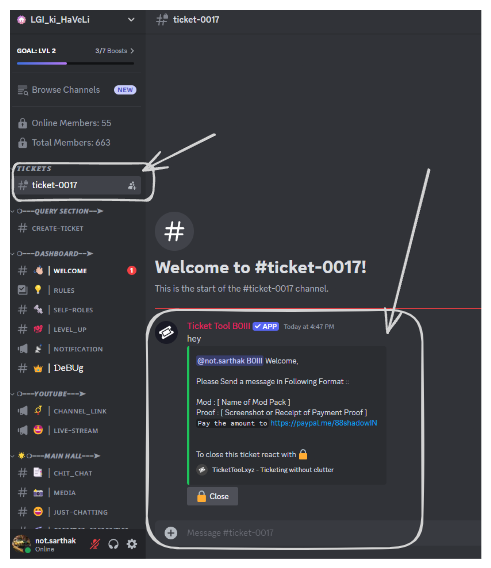 LGI_ki_HaVeLi
# ticket-0017
GOAL: LVL 2
3/7 Boosts >
Browse Channels
NEW
Online Members: 55
Total Members: 663
TICKETS
# ticket-0017
QUERY SECTION
# CREATE-TICKET
DASHBOARD
# 👋 | WELCOME
1
💡 | RULES
# 🔩 | SELF-ROLES
# 💯 | LEVEL_UP
📡 | NOTIFICATION
# 👑 | DeBUg
YOUTUBE
🚀 | CHANNEL_LINK
🤩 | LIVE-STREAM
MAIN HALL
# 📑 | CHIT_CHAT
# 📷 | MEDIA
# 😄 | JUST-CHATTING
not.sarthak
Online
#
Welcome to #ticket-0017!
This is the start of the #ticket-0017 channel.
Ticket Tool B0III ✓ APP Today at 4:47 PM
hey
@not.sarthak B0III Welcome,
Please Send a message in Following Format ::
Mod : [ Name of Mod Pack ]
Proof : [ Screenshot or Receipt of Payment Proof ]
Pay the amount to https://paypal.me/88shadowIN
To close this ticket react with 🔒
TicketTool.xyz - Ticketing without clutter
🔒 Close
Message #ticket-0017